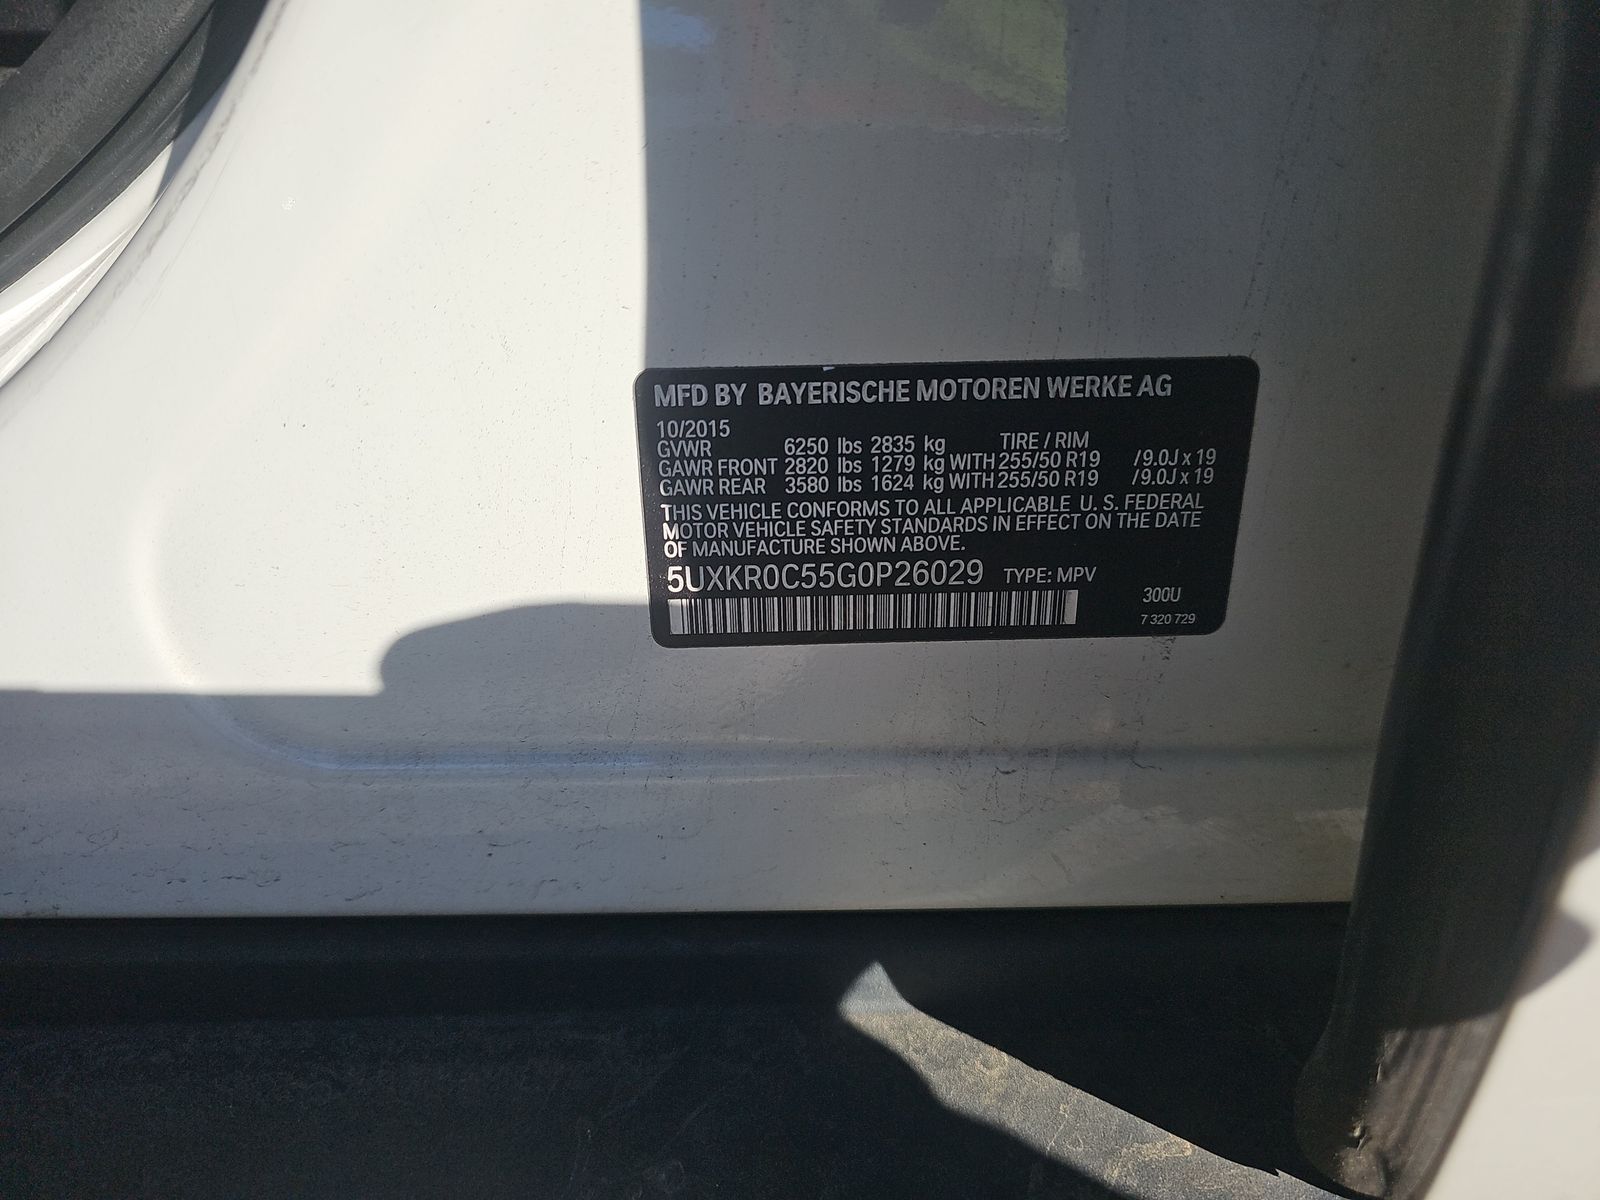 MFD BY BAYERISCHE MOTOREN WERKE AG
10/2015
GVWR 6250 lbs 2835 kg TIRE / RIM
GAWR FRONT 2820 lbs 1279 kg WITH 255/50 R19 /9.0J x 19
GAWR REAR 3580 lbs 1624 kg WITH 255/50 R19 /9.0J x 19
THIS VEHICLE CONFORMS TO ALL APPLICABLE U. S. FEDERAL
MOTOR VEHICLE SAFETY STANDARDS IN EFFECT ON THE DATE
OF MANUFACTURE SHOWN ABOVE.
5UXKR0C55G0P26029 TYPE: MPV
300U
7 320 729